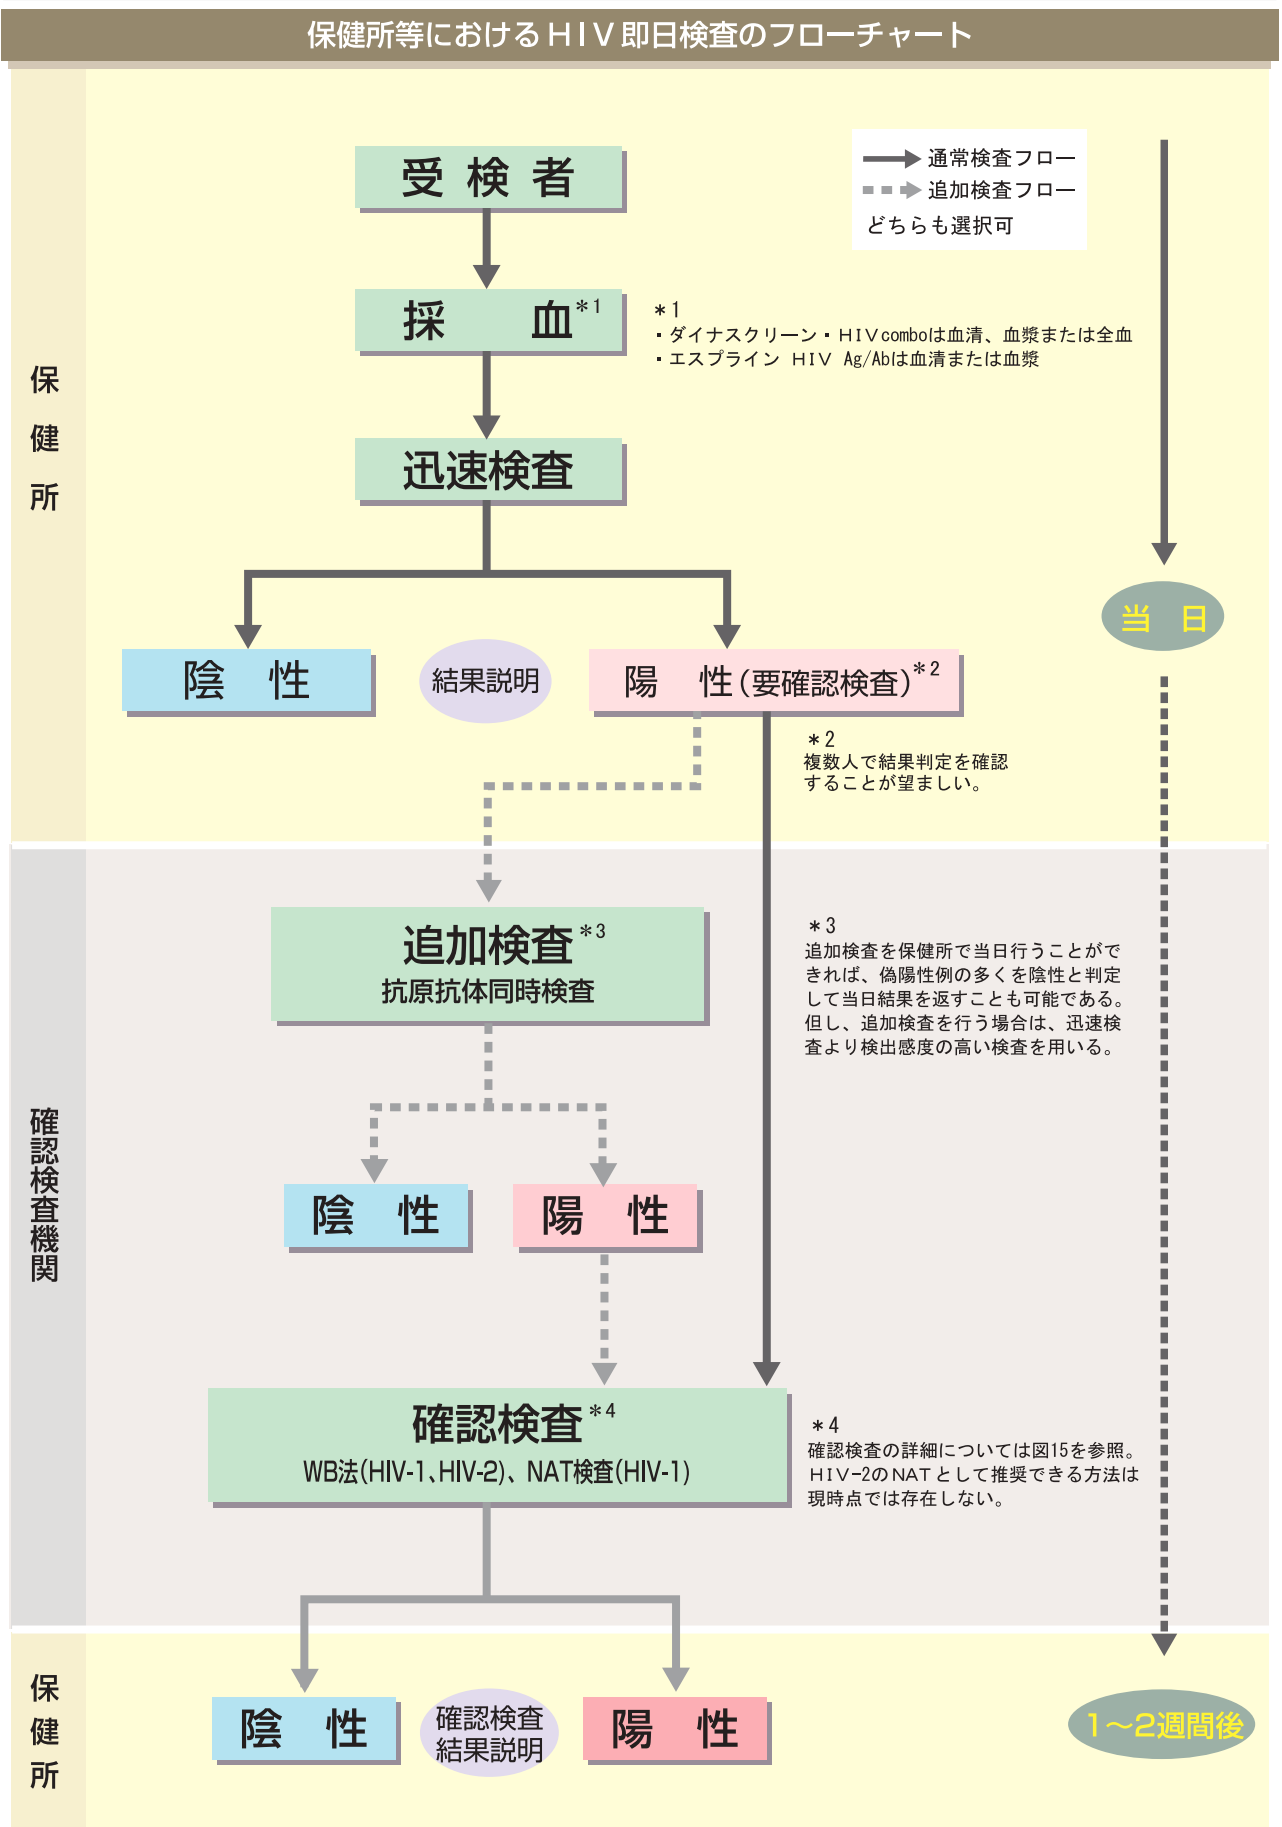 保健所等におけるHIV即日検査のフローチャート
通常検査フロー
追加検査フロー
どちらも選択可
受検者
採　血*1
*1
・ダイナスクリーン・HIVcomboは血清、血漿または全血
・エスプライン HIV Ag/Abは血清または血漿
保健所
迅速検査
当　日
陰　性
結果説明
陽　性(要確認検査)*2
*2
複数人で結果判定を確認
することが望ましい。
追加検査*3
抗原抗体同時検査
*3
追加検査を保健所で当日行うことがで
きれば、偽陽性例の多くを陰性と判定
して当日結果を返すことも可能である。
但し、追加検査を行う場合は、迅速検
査より検出感度の高い検査を用いる。
確認検査機関
陰　性
陽　性
確認検査*4
WB法(HIV-1、HIV-2)、NAT検査(HIV-1)
*4
確認検査の詳細については図15を参照。
HIV-2のNATとして推奨できる方法は
現時点では存在しない。
保健所
陰　性
確認検査
結果説明
陽　性
1～2週間後